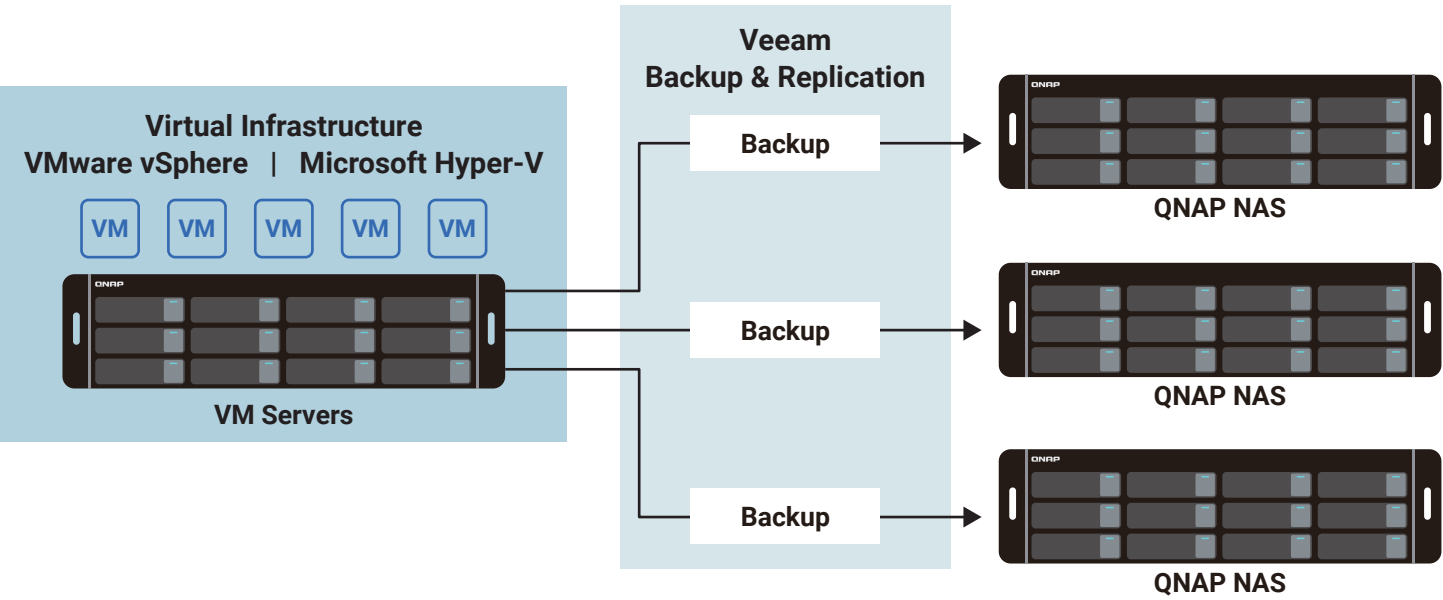 Virtual Infrastructure
VMware vSphere | Microsoft Hyper-V
VM VM VM VM VM
QNAP
VM Servers
Veeam
Backup & Replication
Backup
Backup
Backup
QNAP
QNAP NAS
QNAP
QNAP NAS
QNAP
QNAP NAS